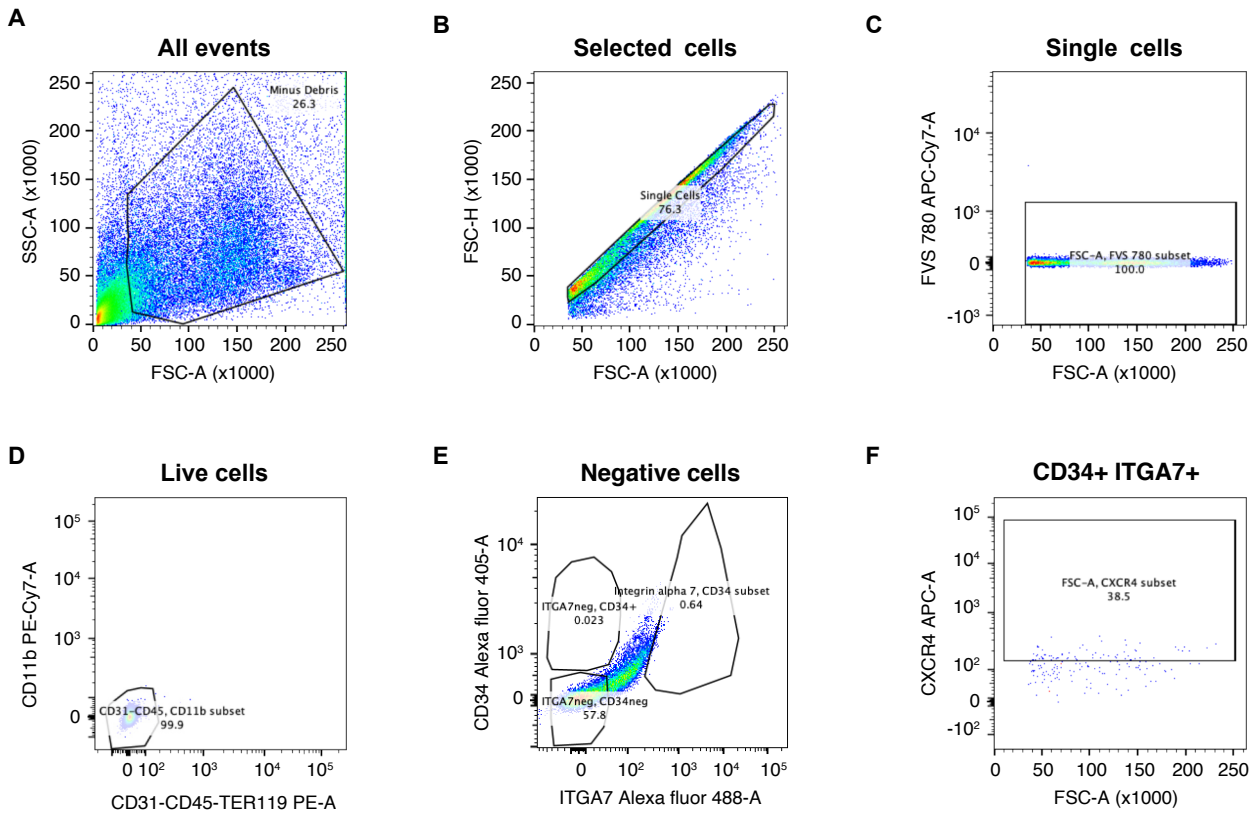 A
All events
SSC-A (x1000)
250
200
150
100
50
0
Minus Debris
26.3
0 50 100 150 200 250
FSC-A (x1000)
B
Selected cells
FSC-H (x1000)
250
200
150
100
50
0
Single Cells
76.3
0 50 100 150 200 250
FSC-A (x1000)
C
Single cells
FVS 780 APC-Cy7-A
10⁴
10³
0
-10³
FSC-A, FVS 780 subset
100.0
0 50 100 150 200 250
FSC-A (x1000)
D
Live cells
CD11b PE-Cy7-A
10⁵
10⁴
10³
0
CD31-CD45, CD11b subset
99.9
0 10² 10³ 10⁴ 10⁵
CD31-CD45-TER119 PE-A
E
Negative cells
CD34 Alexa fluor 405-A
10⁴
10³
0
Integrin alpha 7, CD34 subset
0.64
ITGA7neg, CD34+
0.023
ITGA7neg, CD34neg
57.8
0 10² 10³ 10⁴ 10⁵
ITGA7 Alexa fluor 488-A
F
CD34+ ITGA7+
CXCR4 APC-A
10⁵
10⁴
10³
10²
0
-10²
FSC-A, CXCR4 subset
38.5
0 50 100 150 200 250
FSC-A (x1000)